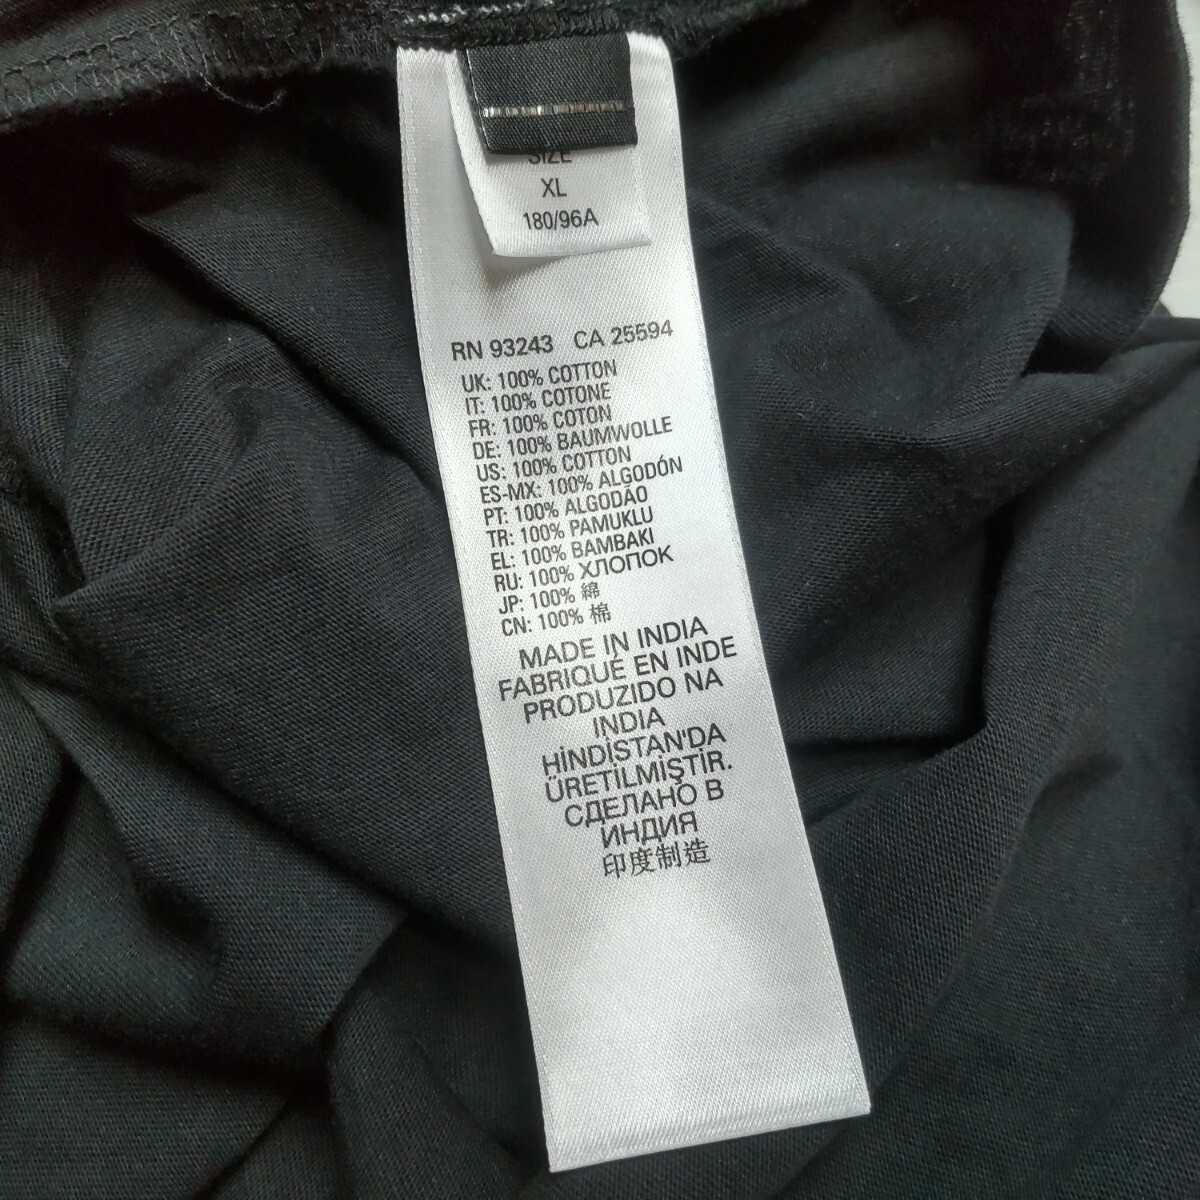 SIZE
XL
180/96A
RN 93243 CA 25594
UK: 100% COTTON
IT: 100% COTONE
FR: 100% COTON
DE: 100% BAUMWOLLE
US: 100% COTTON
ES-MX: 100% ALGODÓN
PT: 100% ALGODÃO
TR: 100% PAMUKLU
EL: 100% BAMBAKI
RU: 100% ХЛОПОК
JP: 100% 綿
CN: 100% 棉
MADE IN INDIA
FABRIQUÉ EN INDE
PRODUZIDO NA
INDIA
HİNDİSTAN'DA
ÜRETİLMİŞTİR.
СДЕЛАНО В
ИНДИЯ
印度制造